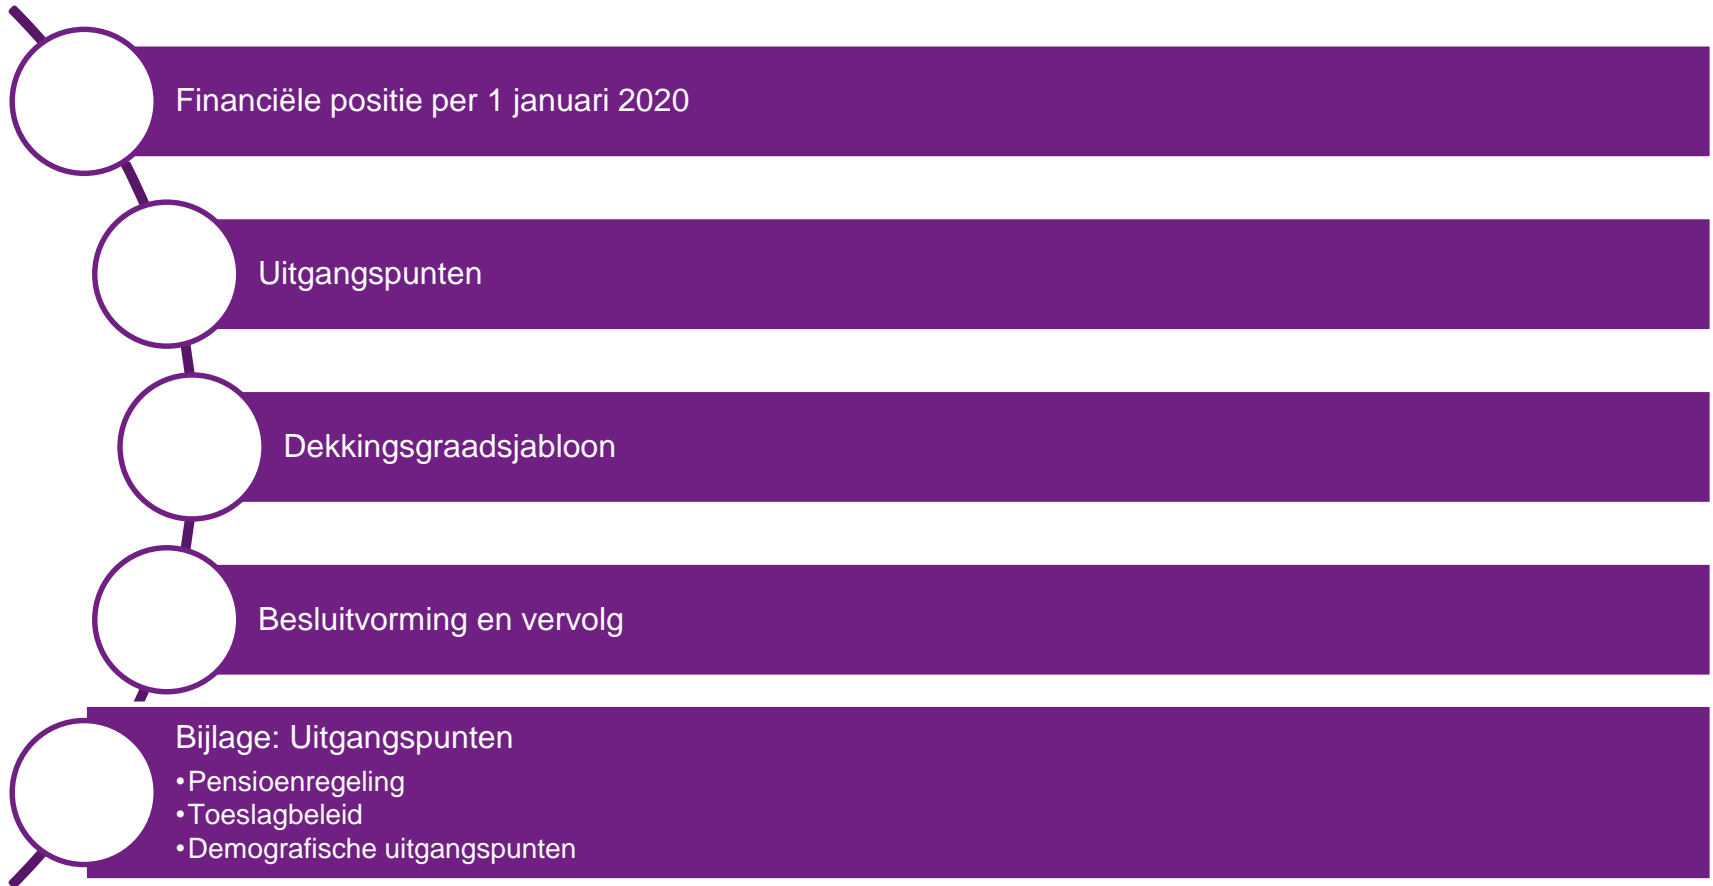 Financiële positie per 1 januari 2020
Uitgangspunten
Dekkingsgraadsjabloon
Besluitvorming en vervolg
Bijlage: Uitgangspunten
•Pensioenregeling
•Toeslagbeleid
•Demografische uitgangspunten